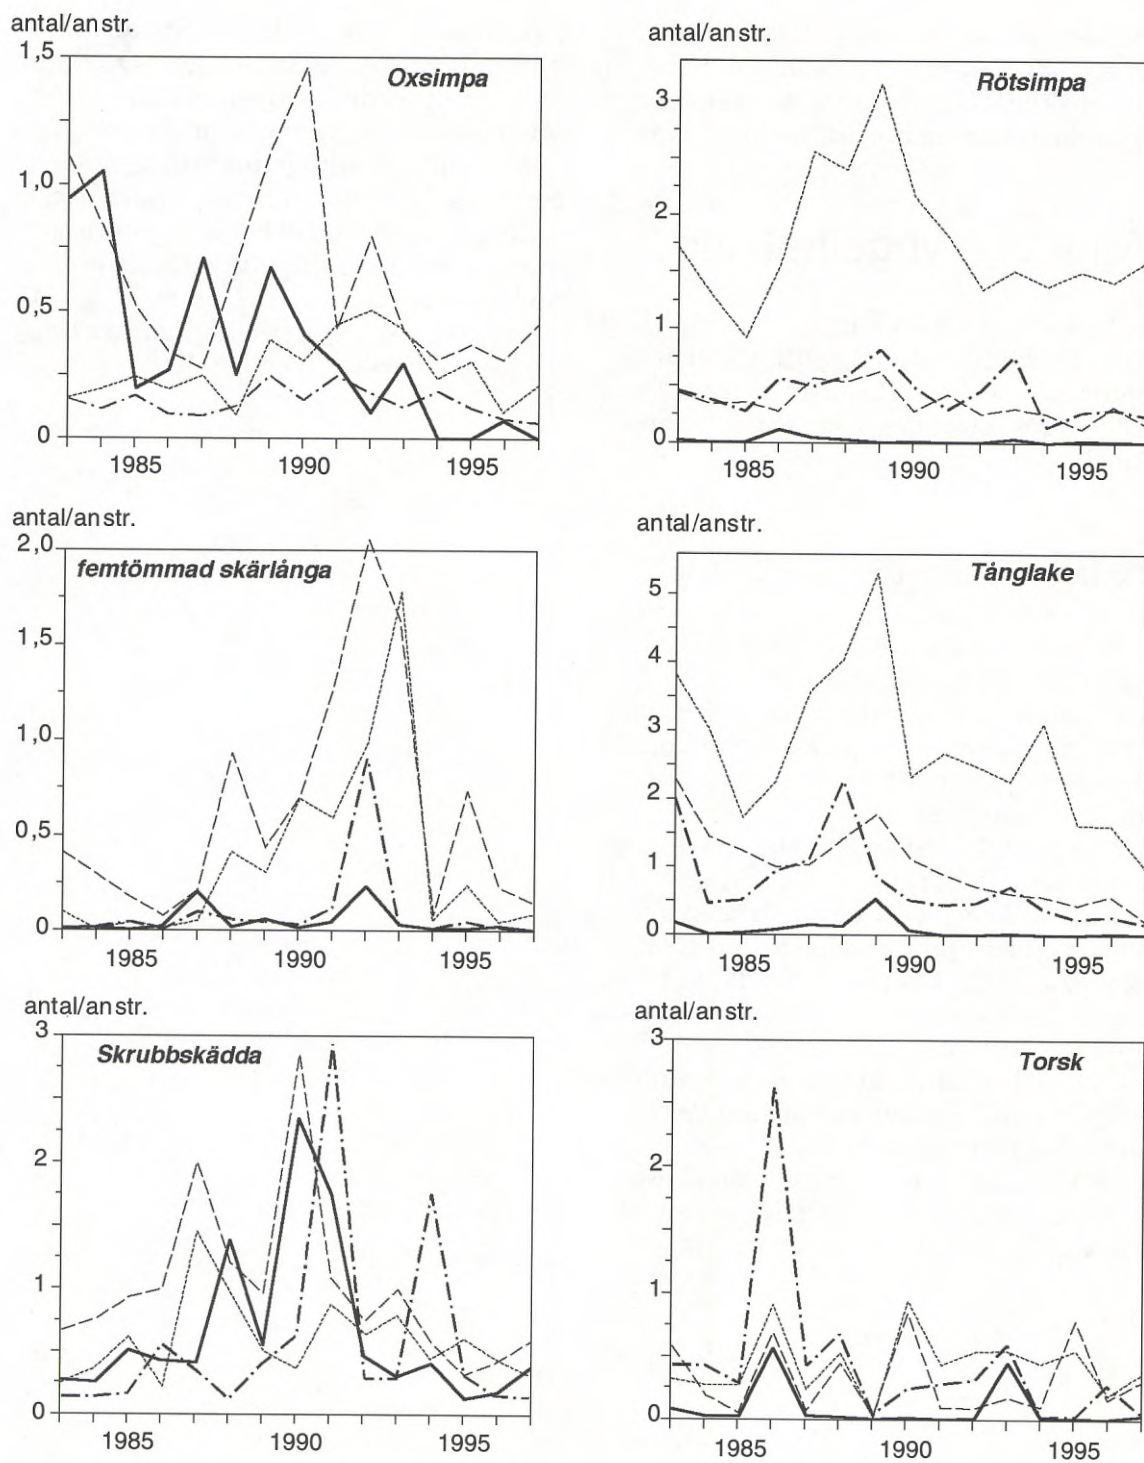 antal/anstr.
1,5
1,0
0,5
0
Oxsimpa
1985 1990 1995
antal/anstr.
3
2
1
0
Rötsimpa
1985 1990 1995
antal/anstr.
2,0
1,5
1,0
0,5
0
femtömmad skärlånga
1985 1990 1995
antal/anstr.
5
4
3
2
1
0
Tånglake
1985 1990 1995
antal/anstr.
3
2
1
0
Skrubbskädda
1985 1990 1995
antal/anstr.
3
2
1
0
Torsk
1985 1990 1995